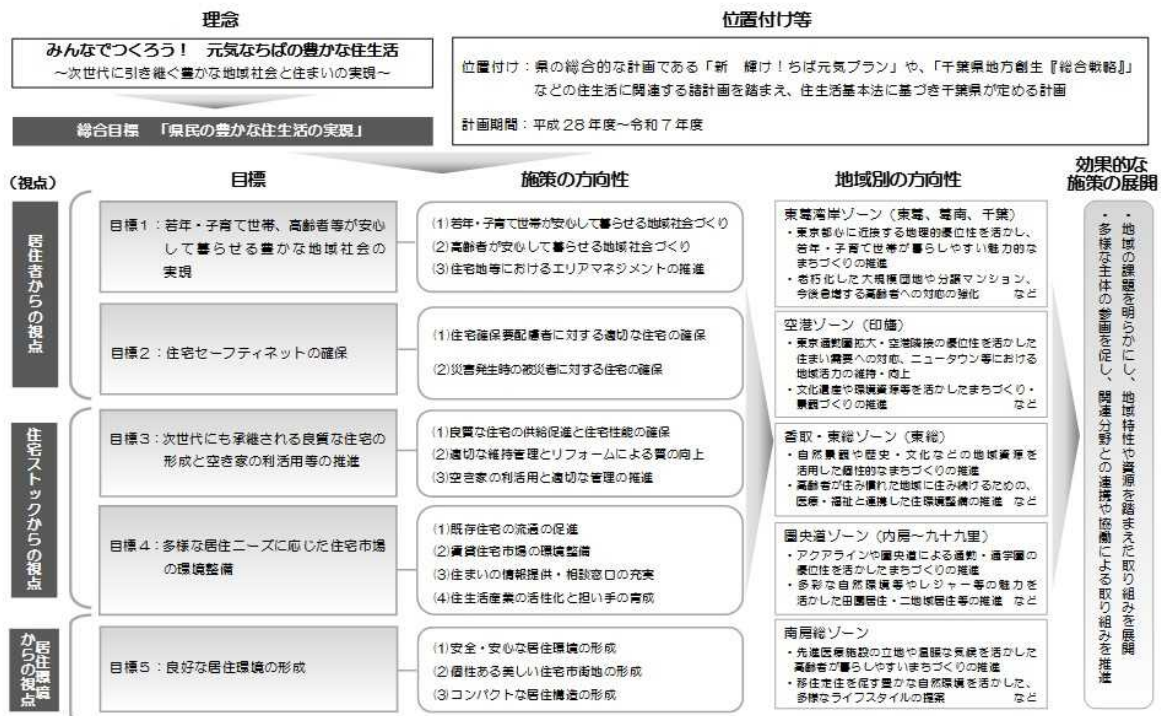 理念
みんなでつくろう！　元気なちばの豊かな住生活
～次世代に引き継ぐ豊かな地域社会と住まいの実現～
総合目標　「県民の豊かな住生活の実現」
位置付け等
位置付け：県の総合的な計画である「新　輝け！ちば元気プラン」や、「千葉県地方創生『総合戦略』」
などの住生活に関連する諸計画を踏まえ、住生活基本法に基づき千葉県が定める計画
計画期間：平成２８年度～令和７年度
（視点）
目標
施策の方向性
地域別の方向性
効果的な
施策の展開
居住者からの視点
目標１：若年・子育て世帯、高齢者等が安心
して暮らせる豊かな地域社会の
実現
(1)若年・子育て世帯が安心して暮らせる地域社会づくり
(2)高齢者が安心して暮らせる地域社会づくり
(3)住宅地等におけるエリアマネジメントの推進
目標２：住宅セーフティネットの確保
(1)住宅確保要配慮者に対する適切な住宅の確保
(2)災害発生時の被災者に対する住宅の確保
住宅ストックからの視点
目標３：次世代にも承継される良質な住宅の
形成と空き家の利活用等の推進
(1)良質な住宅の供給促進と住宅性能の確保
(2)適切な維持管理とリフォームによる質の向上
(3)空き家の利活用と適切な管理の推進
目標４：多様な居住ニーズに応じた住宅市場
の環境整備
(1)既存住宅の流通の促進
(2)賃貸住宅市場の環境整備
(3)住まいの情報提供・相談窓口の充実
(4)住生活産業の活性化と担い手の育成
居住環境
からの視点
目標５：良好な居住環境の形成
(1)安全・安心な居住環境の形成
(2)個性ある美しい住宅市街地の形成
(3)コンパクトな居住構造の形成
東葛湾岸ゾーン（東葛、葛南、千葉）
・東京都心に近接する地理的優位性を活かし、
若年・子育て世帯が暮らしやすい魅力的な
まちづくりの推進
・老朽化した大規模団地や分譲マンション、
今後急増する高齢者への対応の強化　など
空港ゾーン（印旛）
・東京通勤圏拡大・空港隣接の優位性を活かした
住まい需要への対応、ニュータウン等における
地域活力の維持・向上
・文化遺産や環境資源等を活かしたまちづくり・
景観づくりの推進　など
香取・東総ゾーン（東総）
・自然景観や歴史・文化などの地域資源を
活用した個性的なまちづくりの推進
・高齢者が住み慣れた地域に住み続けるための、
医療・福祉と連携した住環境整備の推進　など
圏央道ゾーン（内房～九十九里）
・アクアラインや圏央道による通勤・通学圏の
優位性を活かしたまちづくりの推進
・多彩な自然環境等やレジャー等の魅力を
活かした田園居住・二地域居住等の推進　など
南房総ゾーン
・先進医療施設の立地や温暖な気候を活かした
高齢者が暮らしやすいまちづくりの推進
・移住定住を促す豊かな自然環境を活かした、
多様なライフスタイルの提案　など
・地域の課題を明らかにし、地域特性や資源を踏まえた取り組みを展開
・多様な主体の参画を促し、関連分野との連携や協働による取り組みを推進